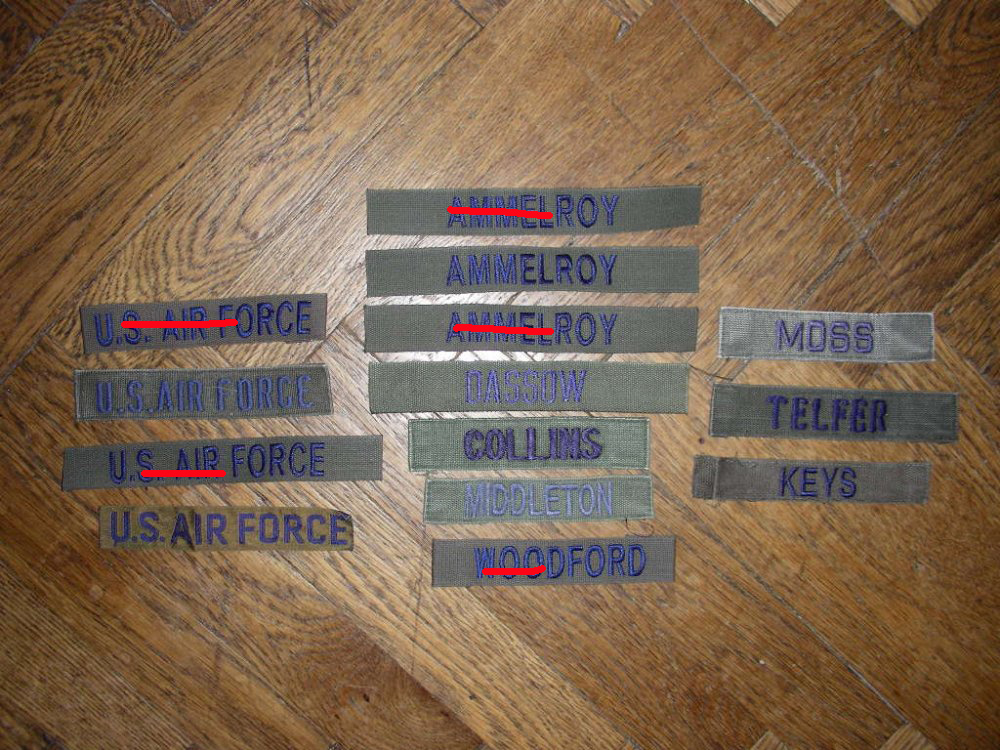 U.S. AIR FORCE
U.S.AIR FORCE
U.S. AIR FORCE
U.S. AIR FORCE
AMMELROY
AMMELROY
AMMELROY
DASSOW
COLLINS
MIDDLETON
WOODFORD
MOSS
TELFER
KEYS